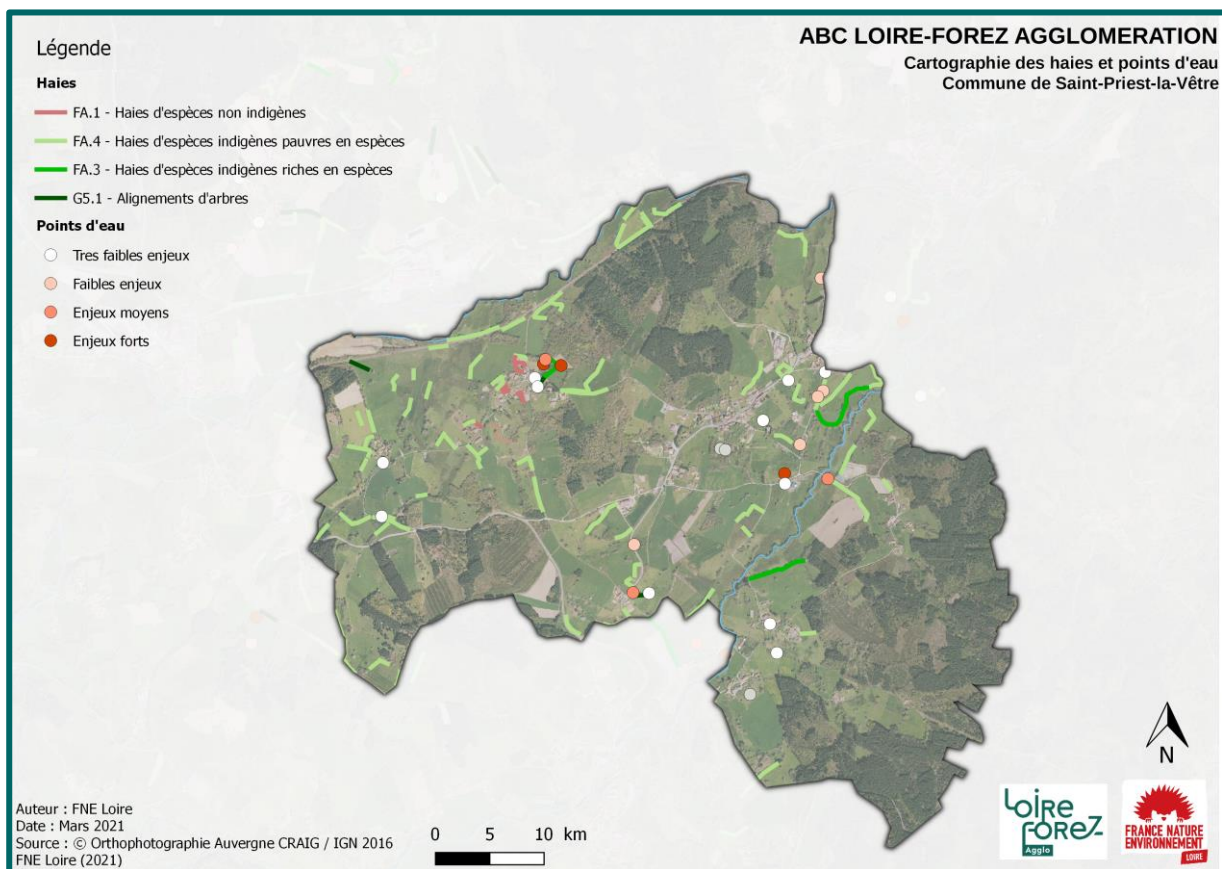 ABC LOIRE-FOREZ AGGLOMERATION
Cartographie des haies et points d'eau
Commune de Saint-Priest-la-Vêtre
Légende
Haies
FA.1 - Haies d'espèces non indigènes
FA.4 - Haies d'espèces indigènes pauvres en espèces
FA.3 - Haies d'espèces indigènes riches en espèces
G5.1 - Alignements d'arbres
Points d'eau
Tres faibles enjeux
Faibles enjeux
Enjeux moyens
Enjeux forts
N
Auteur : FNE Loire
Date : Mars 2021
Source : © Orthophotographie Auvergne CRAIG / IGN 2016
FNE Loire (2021)
0 5 10 km
Loire
Forez
Agglo
FRANCE NATURE
ENVIRONNEMENT
LOIRE